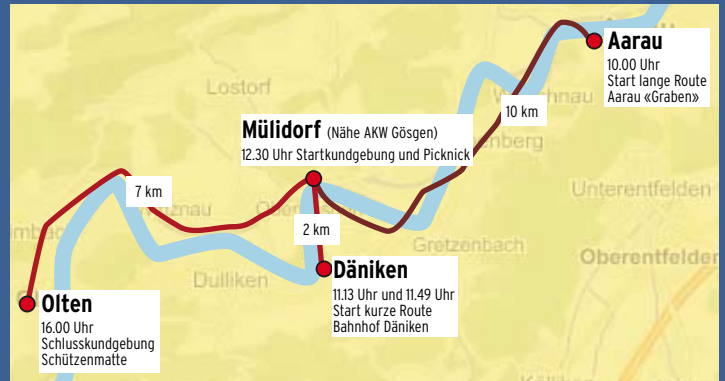 Aarau
10.00 Uhr
Start lange Route
Aarau «Graben»
Lostorf
10 km
Mülidorf (Nähe AKW Gösgen)
12.30 Uhr Startkundgebung und Picknick
7 km
Unterentfelden
2 km
Gretzenbach
Oberentfelden
Dulliken
Däniken
11.13 Uhr und 11.49 Uhr
Start kurze Route
Bahnhof Däniken
Olten
16.00 Uhr
Schlusskundgebung
Schützenmatte